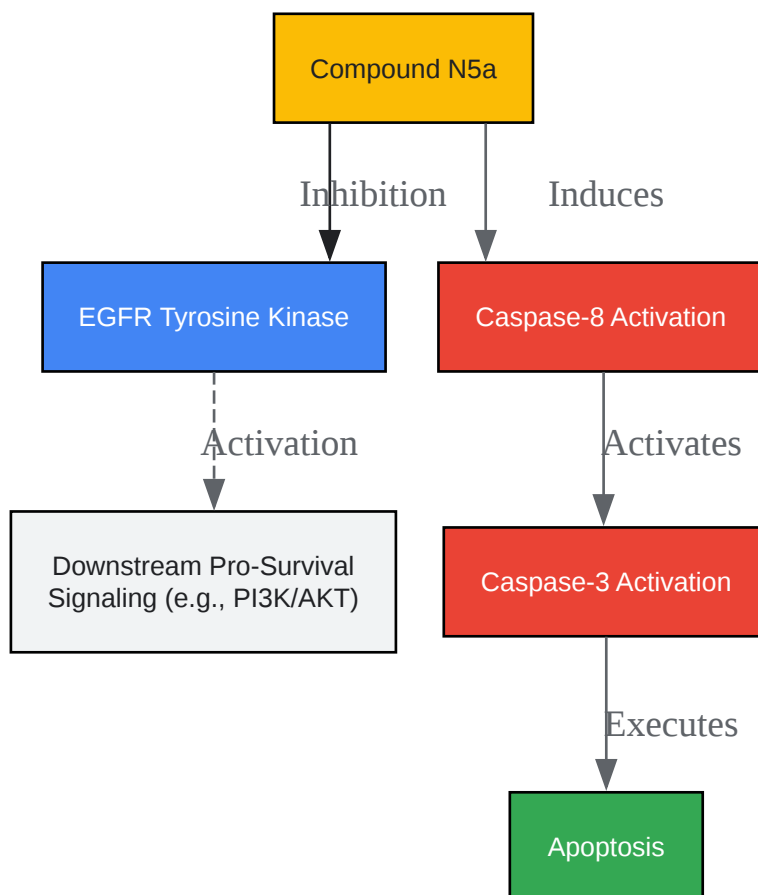 Compound N5a
Inhibition
Induces
EGFR Tyrosine Kinase
Caspase-8 Activation
Activation
Activates
Downstream Pro-Survival
Signaling (e.g., PI3K/AKT)
Caspase-3 Activation
Executes
Apoptosis